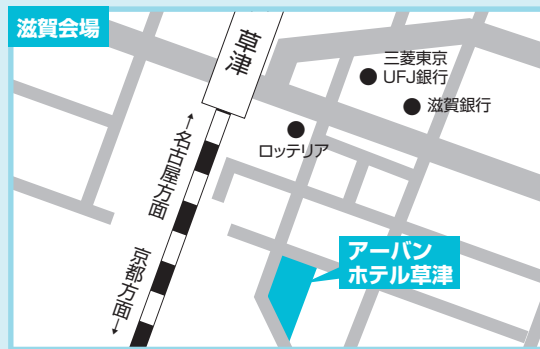 滋賀会場
草津
三菱東京
UFJ銀行
滋賀銀行
ロッテリア
←名古屋方面
京都方面→
アーバン
ホテル草津